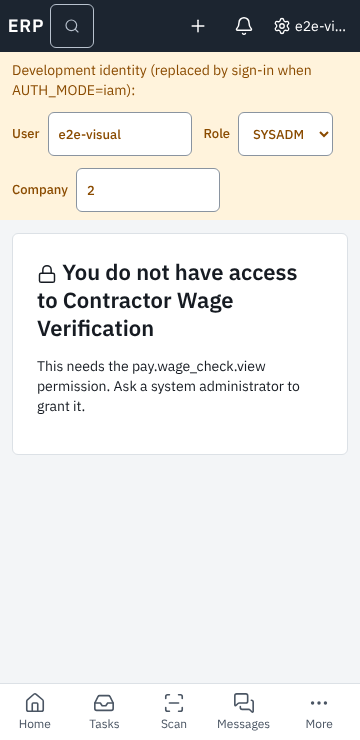 ERP
e2e-vi...
Development identity (replaced by sign-in when
AUTH_MODE=iam):
User
e2e-visual
Role
SYSADM
Company
2
You do not have access
to Contractor Wage
Verification
This needs the pay.wage_check.view
permission. Ask a system administrator to
grant it.
Home
Tasks
Scan
Messages
More